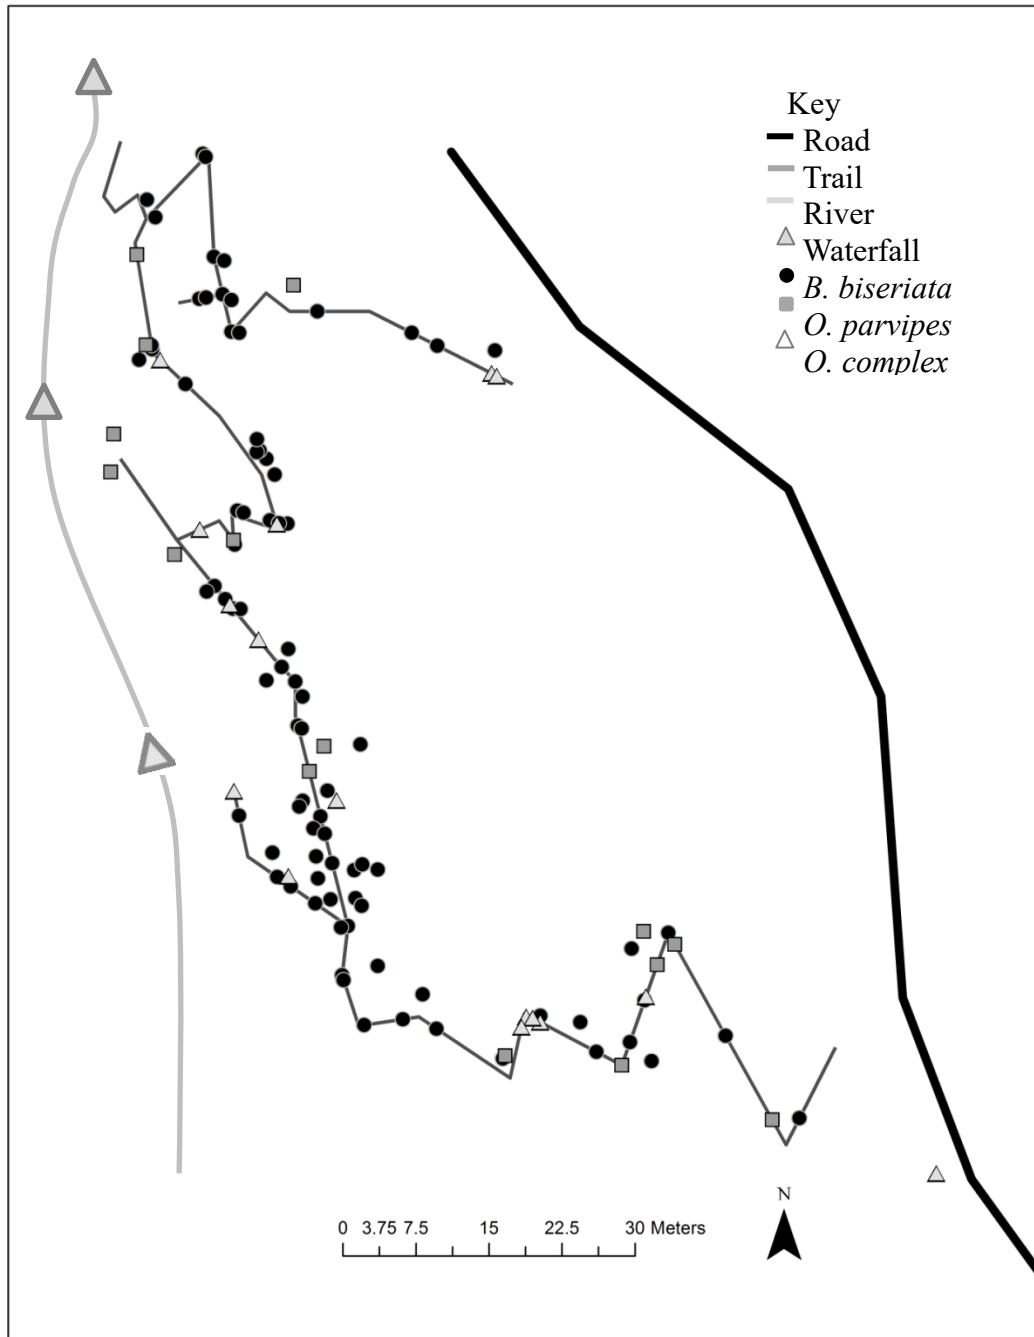 Key
Road
Trail
River
Waterfall
B. biseriata
O. parvipes
O. complex
N
0 3.75 7.5 15 22.5 30 Meters